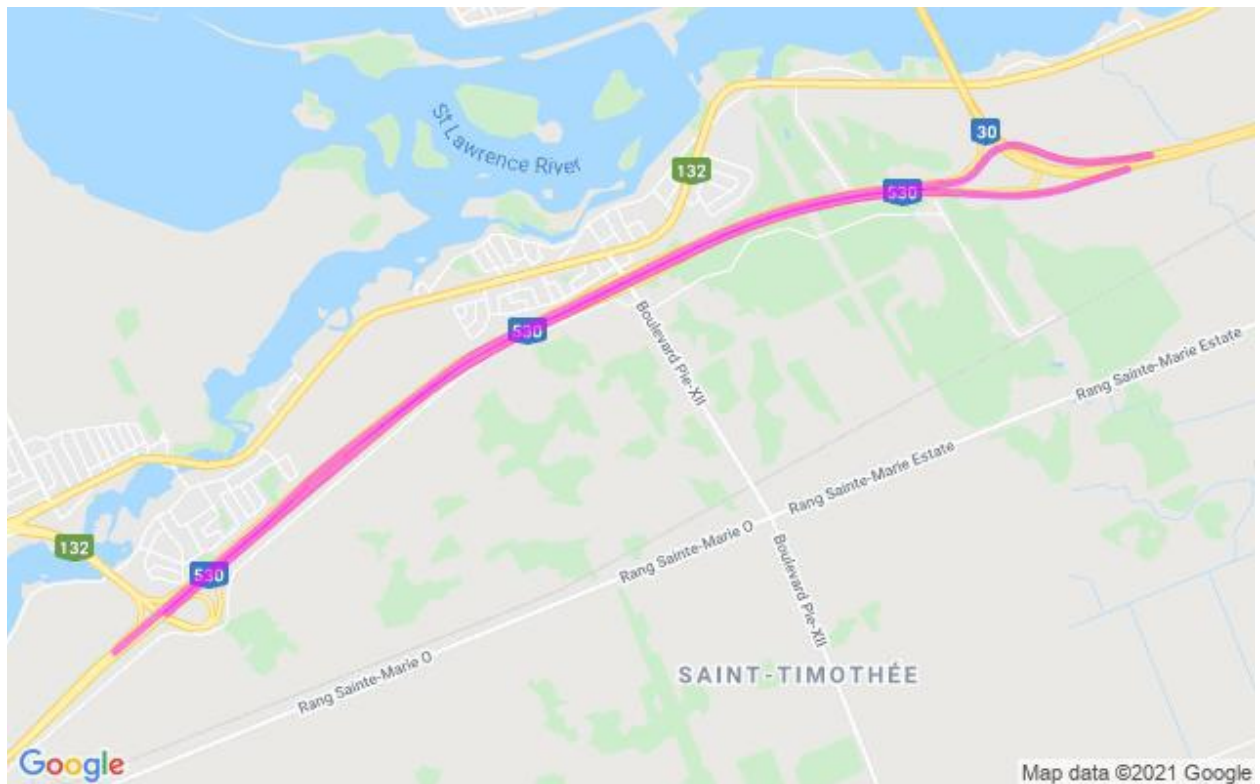 30
St Lawrence River
132
530
530
Boulevard Pie-XII
Rang Sainte-Marie Estate
Rang Sainte-Marie Estate
132
530
Rang Sainte-Marie O
Boulevard Pie-XII
Rang Sainte-Marie O
SAINT-TIMOTHÉE
Google
Map data ©2021 Google